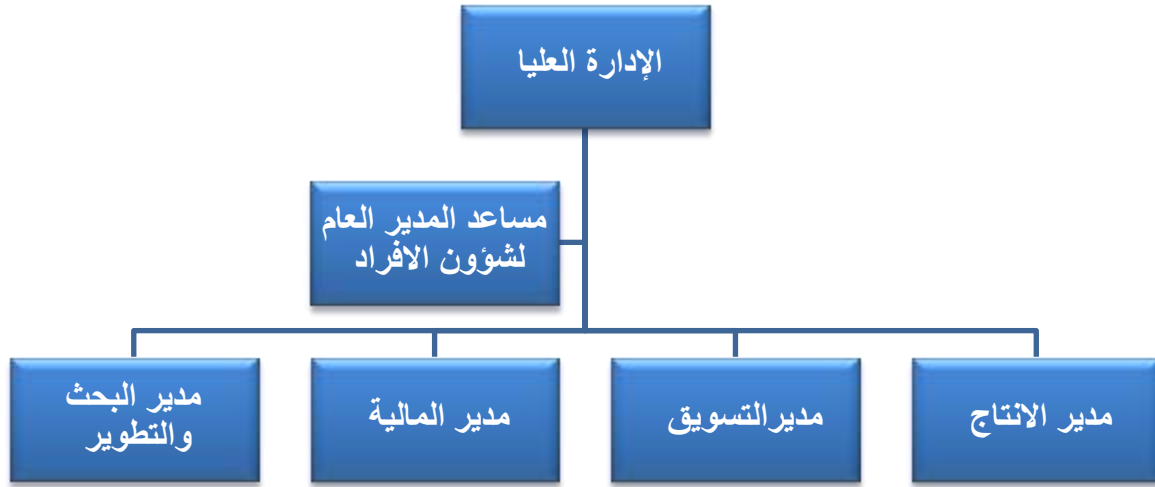 الإدارة العليا
مساعد المدير العام
لشؤون الافراد
مدير الانتاج
مديرالتسويق
مدير المالية
مدير البحث
والتطوير